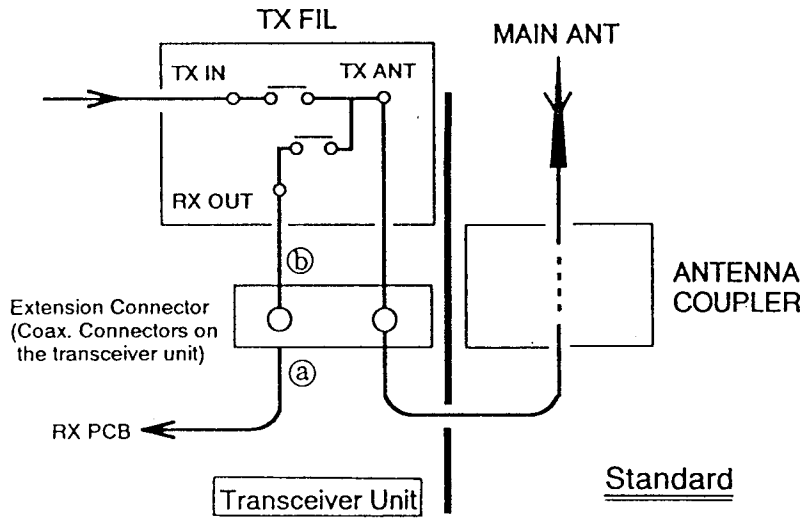 TX FIL
MAIN ANT
TX IN
TX ANT
RX OUT
ⓑ
ANTENNA
COUPLER
Extension Connector
(Coax. Connectors on
the transceiver unit)
ⓐ
RX PCB
Transceiver Unit
Standard